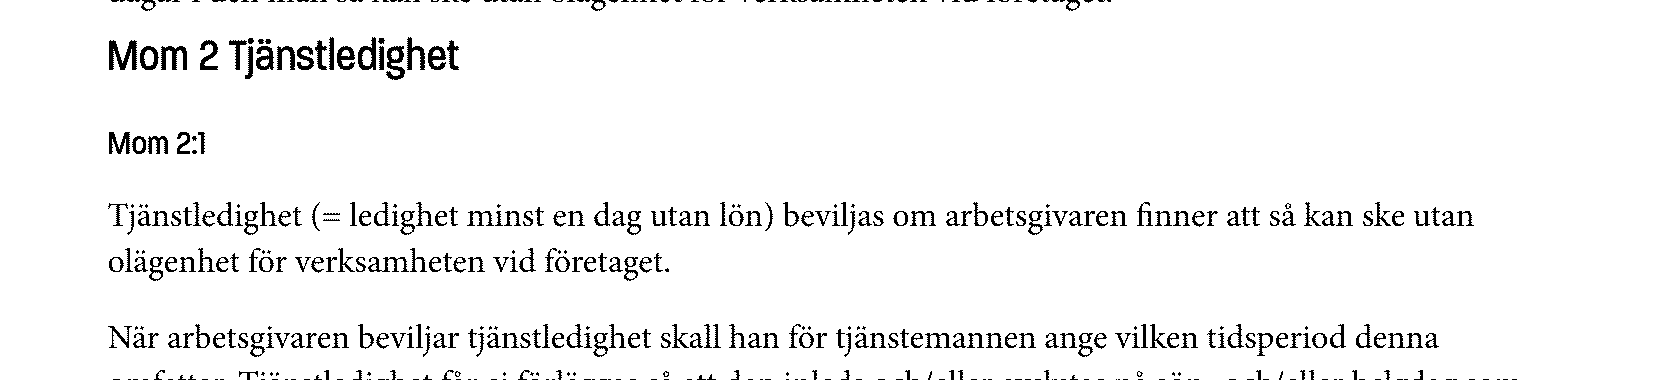 Mom 2 Tjänstledighet
Mom 2:1
Tjänstledighet (= ledighet minst en dag utan lön) beviljas om arbetsgivaren finner att så kan ske utan
olägenhet för verksamheten vid företaget.
När arbetsgivaren beviljar tjänstledighet skall han för tjänstemannen ange vilken tidsperiod denna